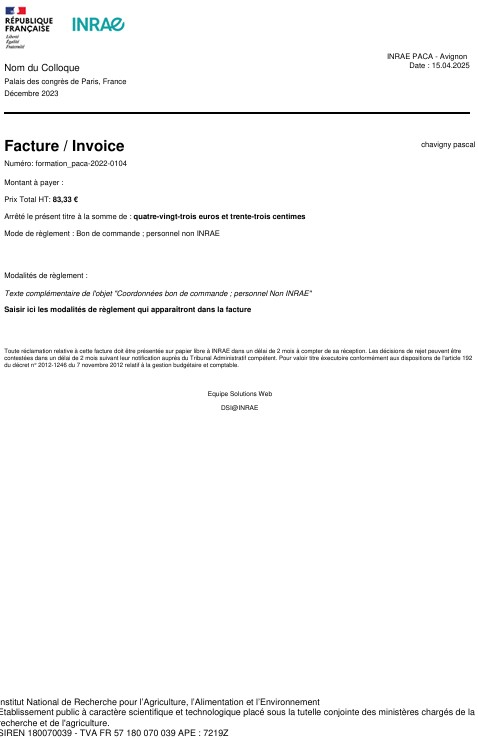 RÉPUBLIQUE
FRANÇAISE
Liberté
Égalité
Fraternité
INRAE
INRAE PACA - Avignon
Date : 15.04.2025
Nom du Colloque
Palais des congrès de Paris, France
Décembre 2023
Facture / Invoice
chavigny pascal
Numéro: formation_paca-2022-0104
Montant à payer :
Prix Total HT: 83,33 €
Arrêté le présent titre à la somme de : quatre-vingt-trois euros et trente-trois centimes
Mode de règlement : Bon de commande ; personnel non INRAE
Modalités de règlement :
Texte complémentaire de l'objet "Coordonnées bon de commande ; personnel Non INRAE"
Saisir ici les modalités de règlement qui apparaîtront dans la facture
Toute réclamation relative à cette facture doit être présentée sur papier libre à INRAE dans un délai de 2 mois à compter de sa réception. Les décisions de rejet peuvent être
contestées dans un délai de 2 mois suivant leur notification auprès du Tribunal Administratif compétent. Pour valoir titre éxecutoire conformément aux dispositions de l'article 192
du décret n° 2012-1246 du 7 novembre 2012 relatif à la gestion budgétaire et comptable.
Equipe Solutions Web
DSI@INRAE
nstitut National de Recherche pour l'Agriculture, l'Alimentation et l'Environnement
Etablissement public à caractère scientifique et technologique placé sous la tutelle conjointe des ministères chargés de la
recherche et de l'agriculture.
SIREN 180070039 - TVA FR 57 180 070 039 APE : 7219Z